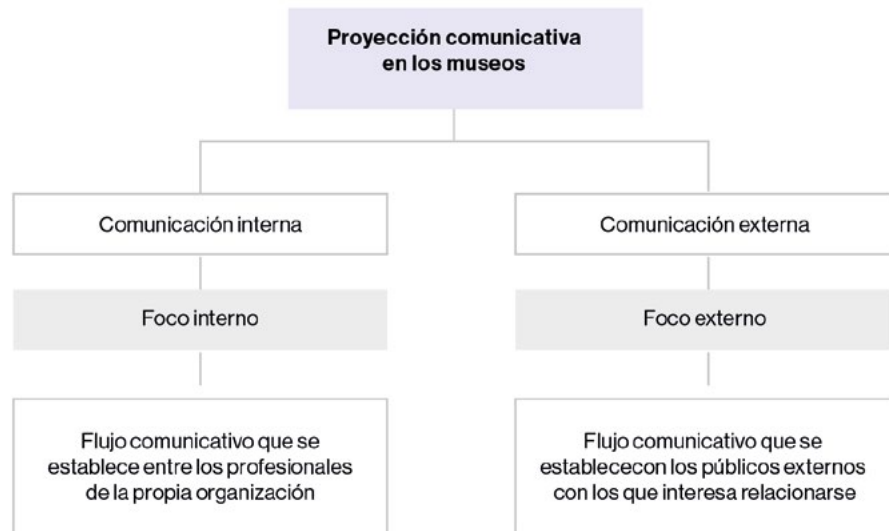 Proyección comunicativa
en los museos
Comunicación interna
Comunicación externa
Foco interno
Foco externo
Flujo comunicativo que se
establece entre los profesionales
de la propia organización
Flujo comunicativo que se
establececon los públicos externos
con los que interesa relacionarse